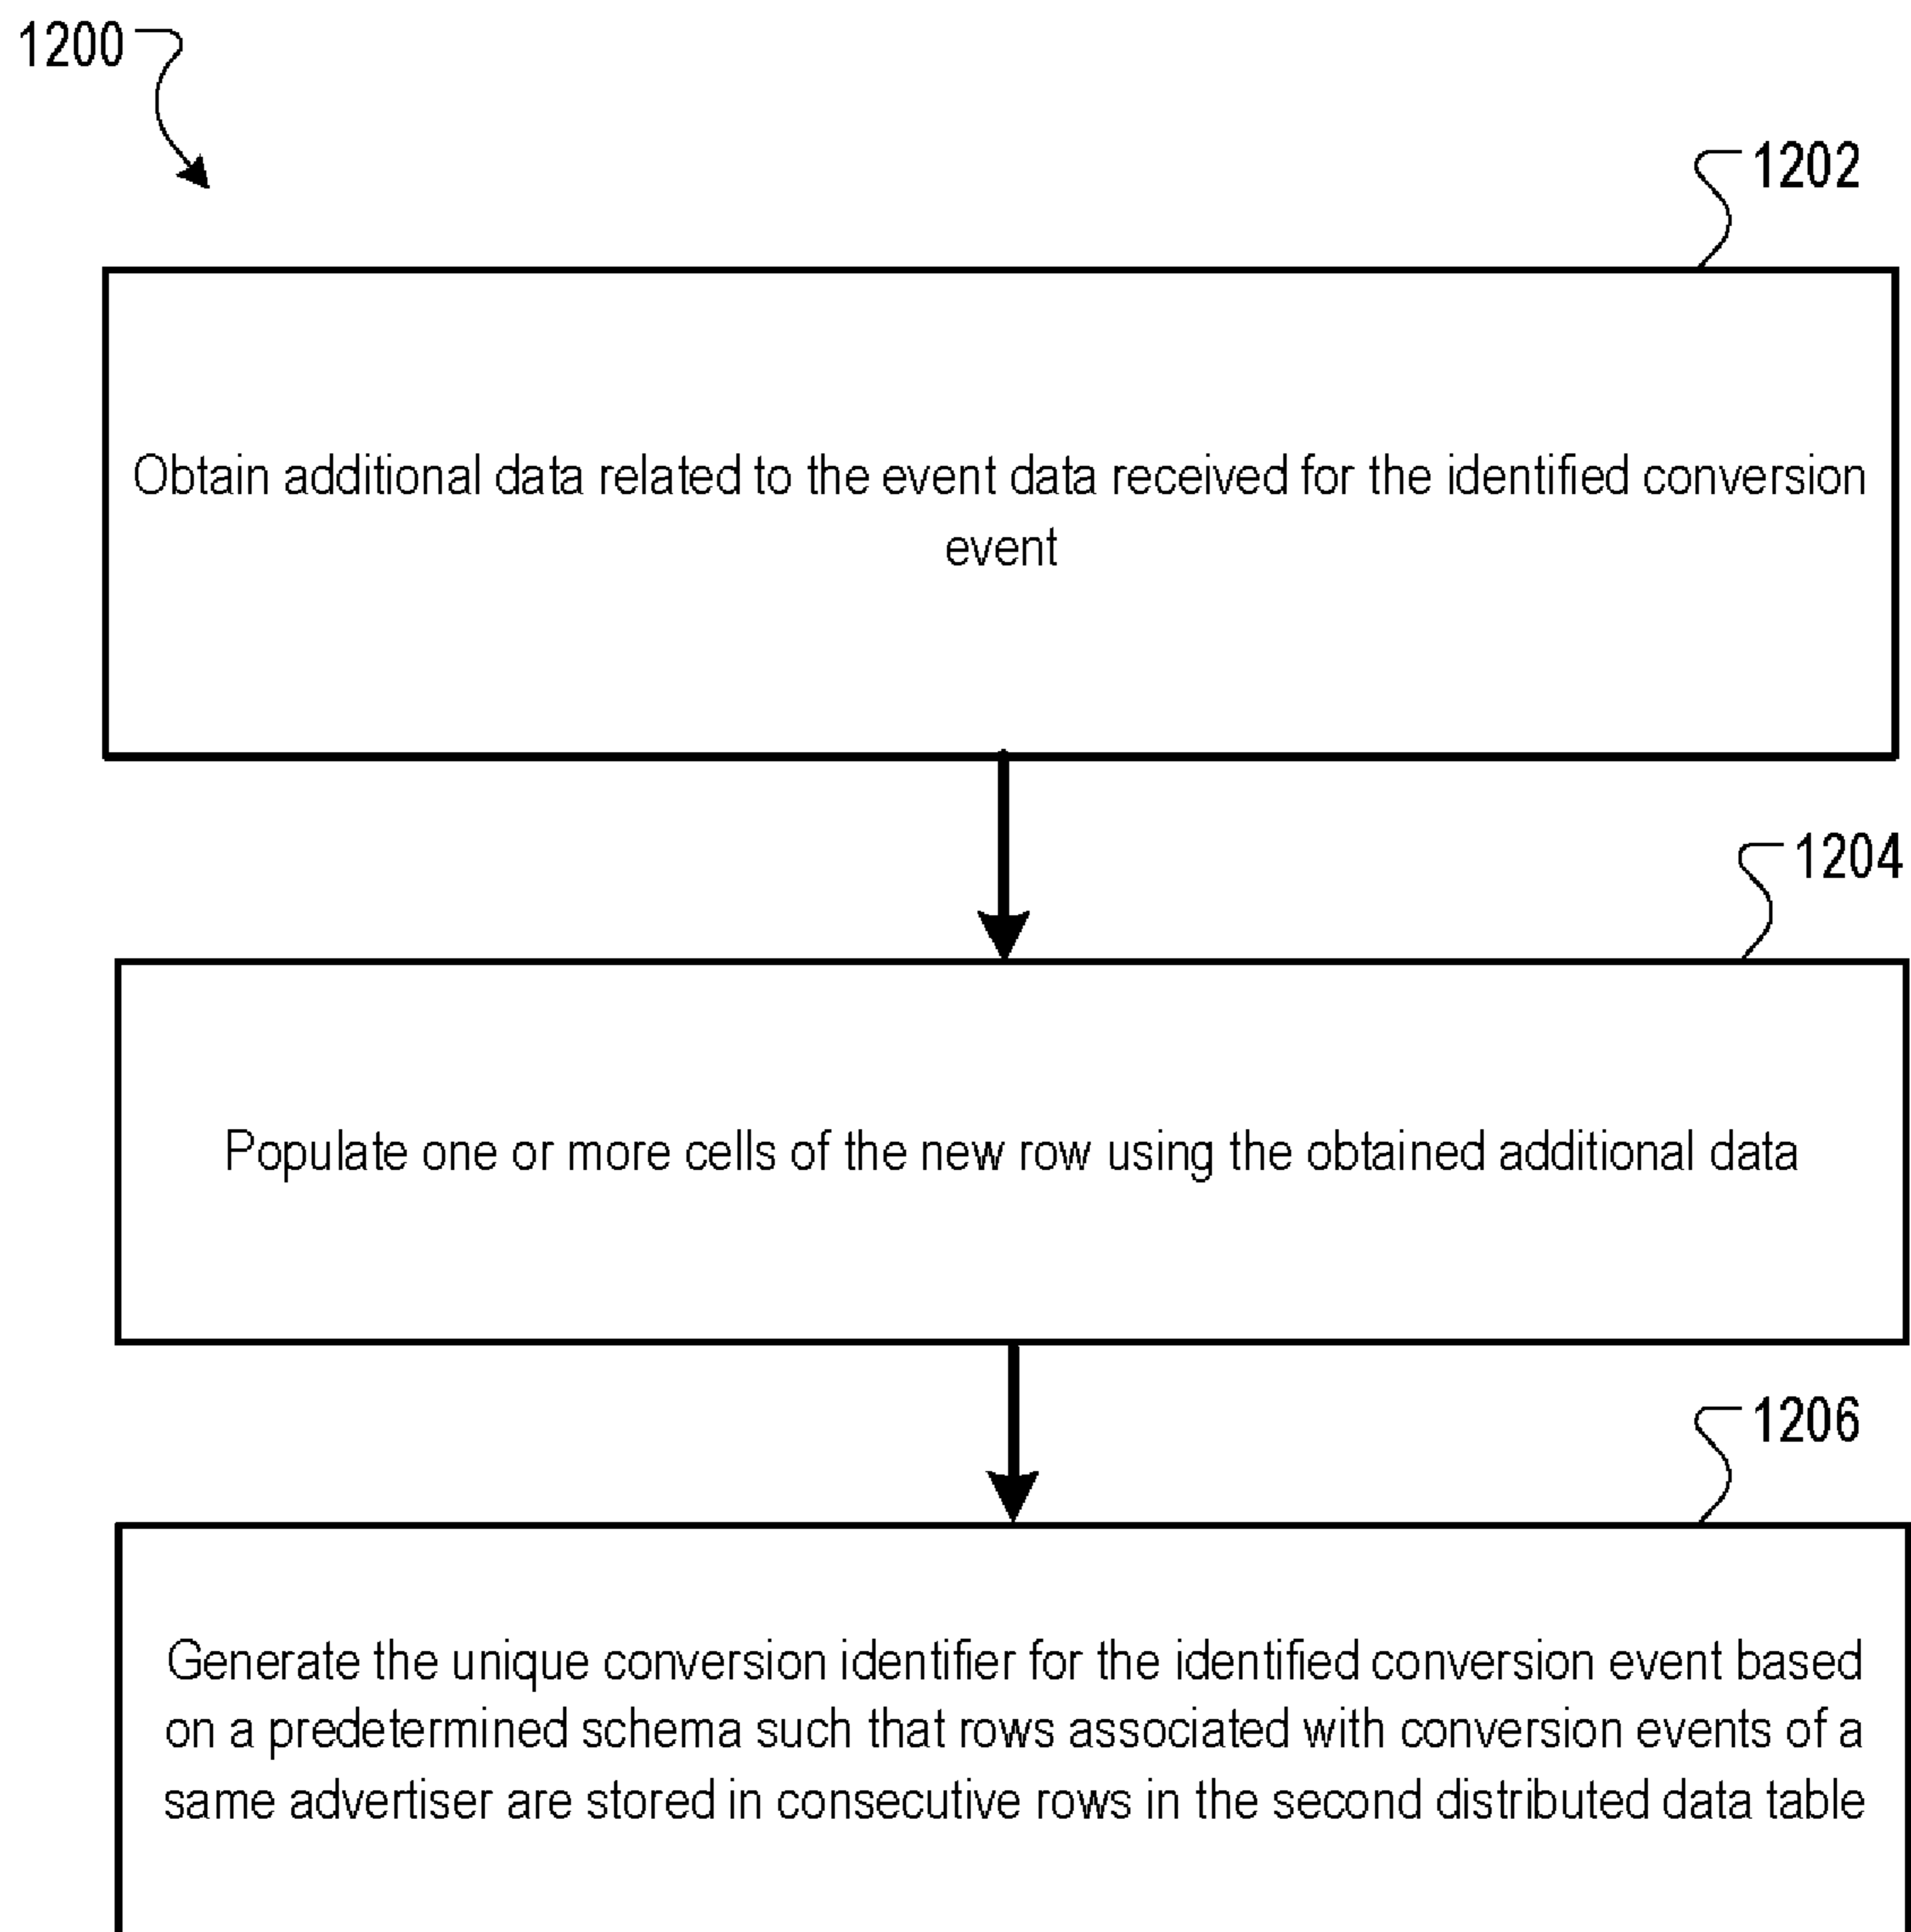 1200
1202
Obtain additional data related to the event data received for the identified conversion
event
1204
Populate one or more cells of the new row using the obtained additional data
1206
Generate the unique conversion identifier for the identified conversion event based
on a predetermined schema such that rows associated with conversion events of a
same advertiser are stored in consecutive rows in the second distributed data table